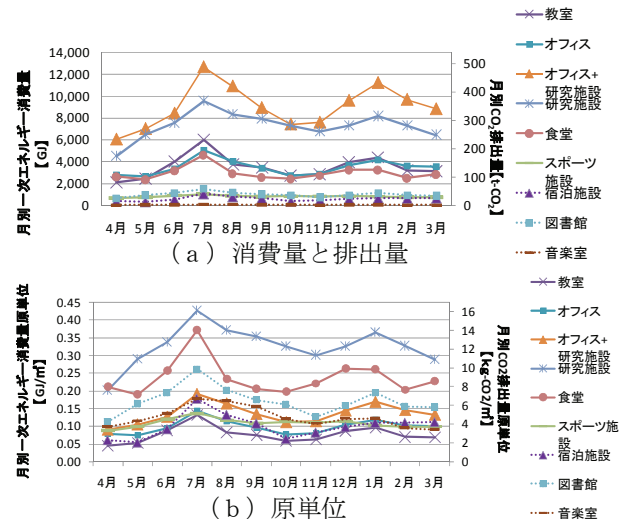 14,000
12,000
10,000
8,000
6,000
4,000
2,000
0
月別一次エネルギー消費量
【GJ】
500
400
300
200
100
0
月別CO₂排出量【t-CO₂】
4月 5月 6月 7月 8月 9月 10月 11月 12月 1月 2月 3月
(a)消費量と排出量
教室
オフィス
オフィス+
研究施設
研究施設
食堂
スポーツ
施設
宿泊施設
図書館
音楽室
0.45
0.40
0.35
0.30
0.25
0.20
0.15
0.10
0.05
0.00
月別一次エネルギー消費量原単位
【GJ/㎡】
16
14
12
10
8
6
4
2
0
月別CO2排出量原単位
【kg-CO2/㎡】
4月 5月 6月 7月 8月 9月 10月 11月 12月 1月 2月 3月
(b)原単位
教室
オフィス
オフィス+
研究施設
研究施設
食堂
スポーツ施
設
宿泊施設
図書館
音楽室